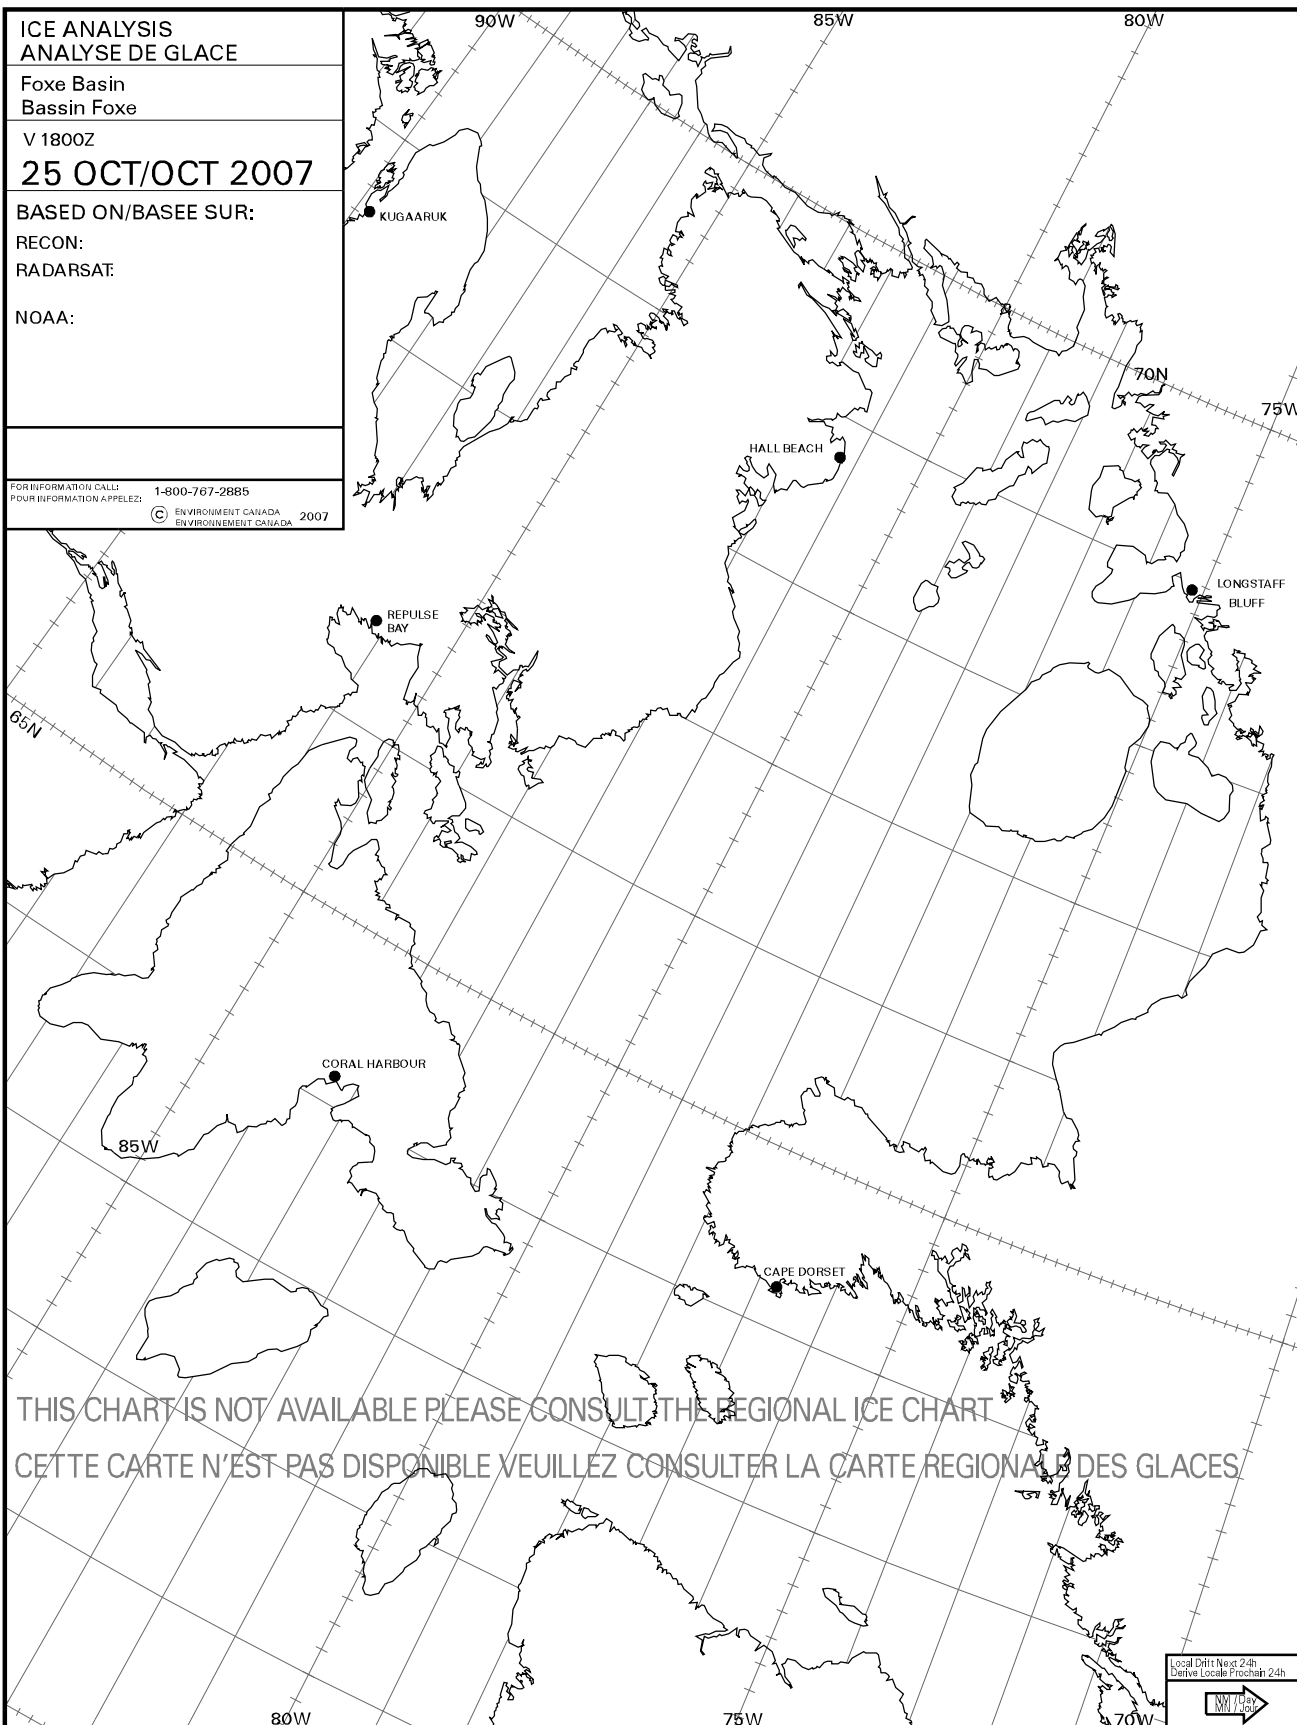 ICE ANALYSIS
ANALYSE DE GLACE
Foxe Basin
Bassin Foxe
V 1800Z
25 OCT/OCT 2007
BASED ON/BASEE SUR:
RECON:
RADARSAT:
NOAA:
FOR INFORMATION CALL:
POUR INFORMATION APPELEZ:
1-800-767-2885
© ENVIRONMENT CANADA
ENVIRONNEMENT CANADA
2007
90W
85W
80W
KUGAARUK
70N
75W
HALL BEACH
LONGSTAFF
BLUFF
REPULSE
BAY
65N
CORAL HARBOUR
85W
CAPE DORSET
THIS CHART IS NOT AVAILABLE PLEASE CONSULT THE REGIONAL ICE CHART
CETTE CARTE N'EST PAS DISPONIBLE VEUILLEZ CONSULTER LA CARTE REGIONALE DES GLACES
Local Drift Next 24h
Derive Locale Prochain 24h
NM / Day
MN / Jour
80W
75W
70W